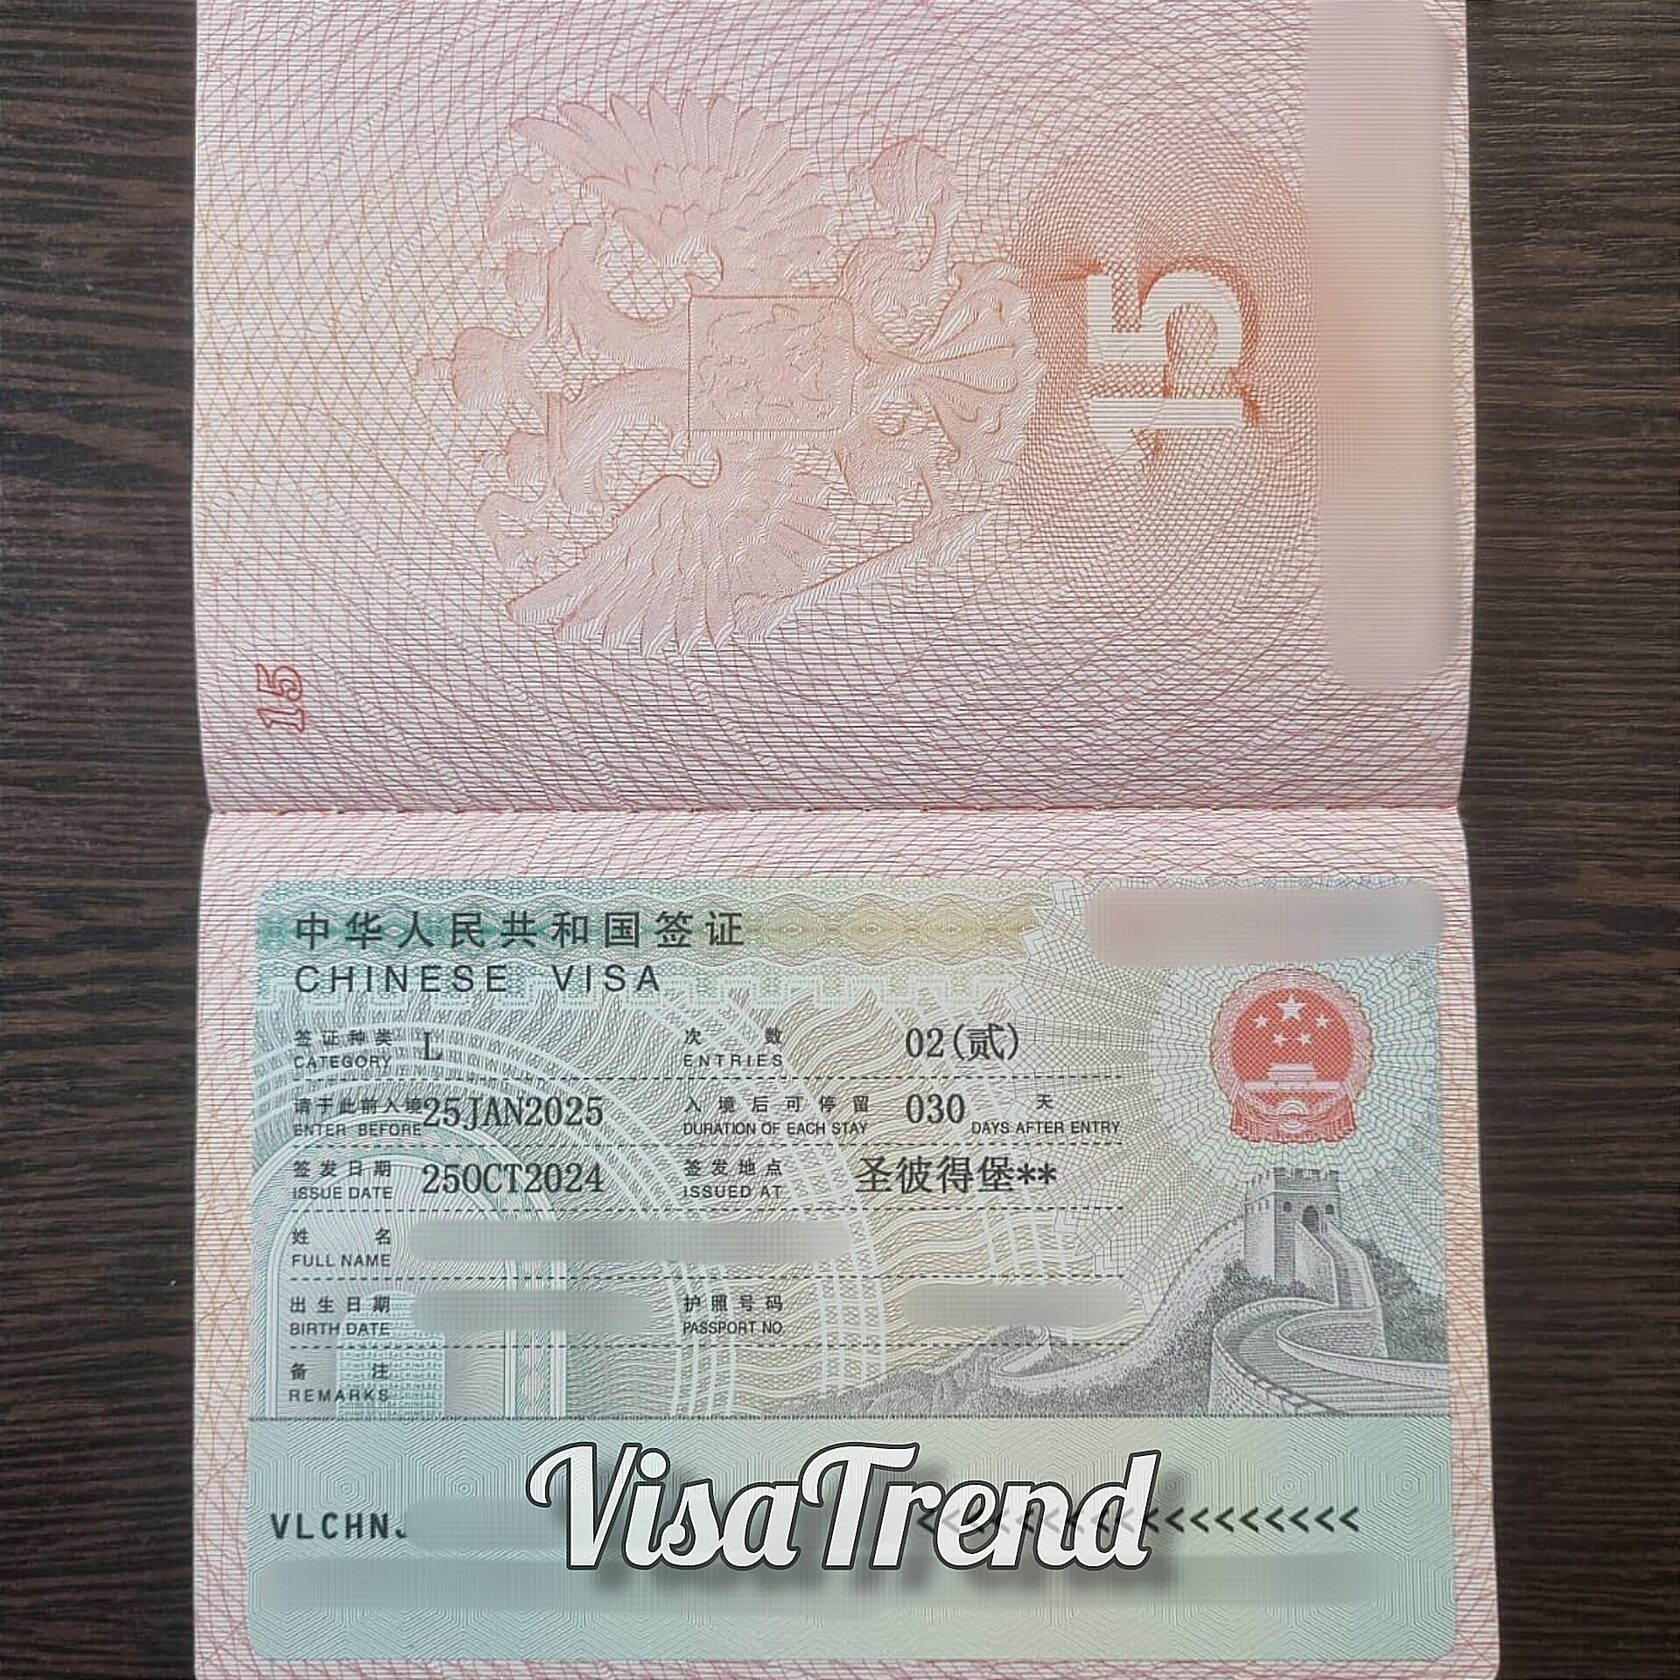 15
15
中华人民共和国签证
CHINESE VISA
签证种类 L 次数 02(贰)
CATEGORY ENTRIES
请于此前入境 25JAN2025 入境后可停留 030 天
ENTER BEFORE DURATION OF EACH STAY DAYS AFTER ENTRY
签发日期 25OCT2024 签发地点 圣彼得堡**
ISSUE DATE ISSUED AT
姓名
FULL NAME
出生日期 护照号码
BIRTH DATE PASSPORT NO.
备注
REMARKS
VisaTrend
VLCHN <<<<<<<<<<<<<<<<<